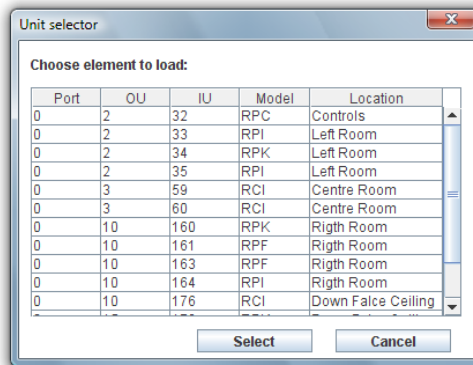 Unit selector
Choose element to load:
Port OU IU Model Location
0 2 32 RPC Controls
0 2 33 RPI Left Room
0 2 34 RPK Left Room
0 2 35 RPI Left Room
0 3 59 RCI Centre Room
0 3 60 RCI Centre Room
0 10 160 RPK Rigth Room
0 10 161 RPF Rigth Room
0 10 163 RPF Rigth Room
0 10 164 RPI Rigth Room
0 10 176 RCI Down Falce Ceiling
Select Cancel